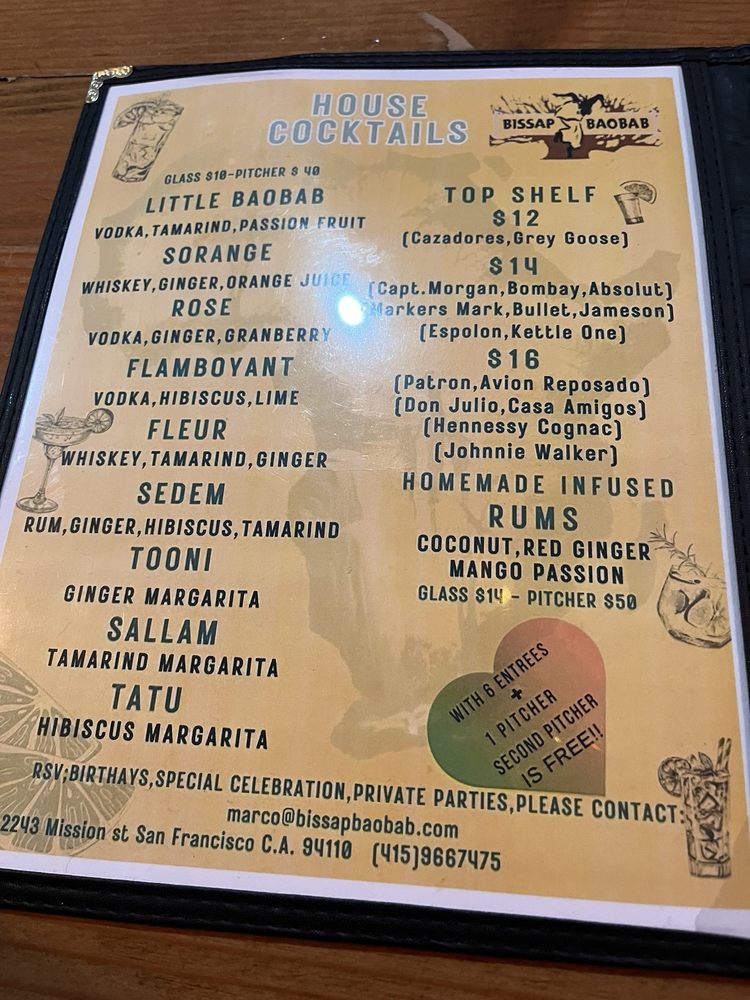 HOUSE
COCKTAILS
BISSAP BAOBAB
GLASS $10-PITCHER $ 40
LITTLE BAOBAB
VODKA,TAMARIND,PASSION FRUIT
SORANGE
WHISKEY,GINGER,ORANGE JUICE
ROSE
VODKA,GINGER,GRANBERRY
FLAMBOYANT
VODKA,HIBISCUS,LIME
FLEUR
WHISKEY,TAMARIND,GINGER
SEDEM
RUM,GINGER,HIBISCUS,TAMARIND
TOONI
GINGER MARGARITA
SALLAM
TAMARIND MARGARITA
TATU
HIBISCUS MARGARITA
TOP SHELF
$12
(Cazadores,Grey Goose)
$14
(Capt.Morgan,Bombay,Absolut)
(Markers Mark,Bullet,Jameson)
(Espolon,Kettle One)
$16
(Patron,Avion Reposado)
(Don Julio,Casa Amigos)
(Hennessy Cognac)
(Johnnie Walker)
HOMEMADE INFUSED
RUMS
COCONUT,RED GINGER
MANGO PASSION
GLASS $14 - PITCHER $50
WITH 6 ENTREES
+
1 PITCHER
SECOND PITCHER
IS FREE!!
RSV;BIRTHAYS,SPECIAL CELEBRATION,PRIVATE PARTIES,PLEASE CONTACT:
marco@bissapbaobab.com
2243 Mission st San Francisco C.A. 94110 (415)9667475